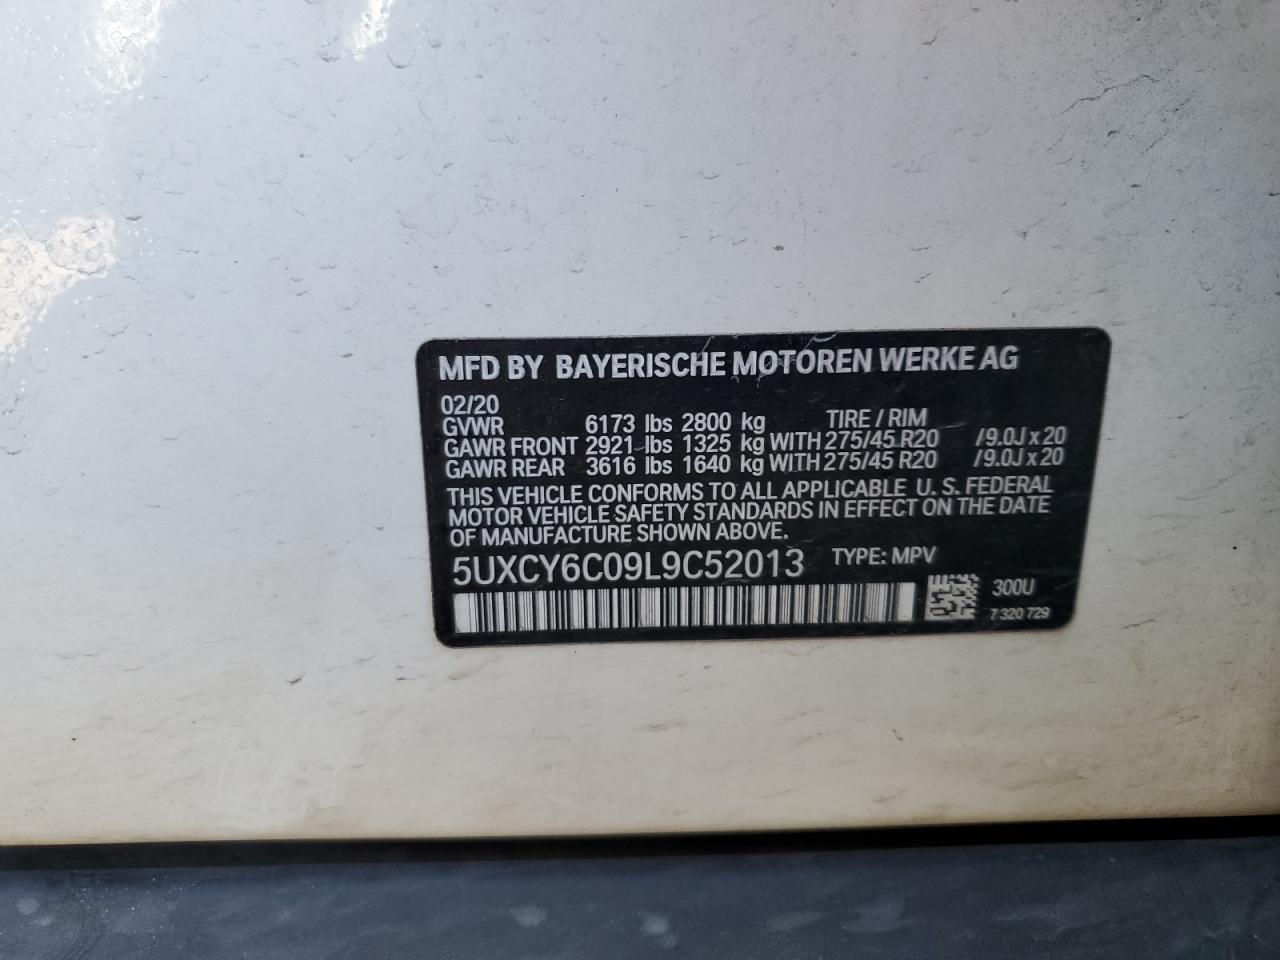 MFD BY BAYERISCHE MOTOREN WERKE AG
02/20
GVWR 6173 lbs 2800 kg TIRE / RIM
GAWR FRONT 2921 lbs 1325 kg WITH 275/45 R20 /9.0J x 20
GAWR REAR 3616 lbs 1640 kg WITH 275/45 R20 /9.0J x 20
THIS VEHICLE CONFORMS TO ALL APPLICABLE U. S. FEDERAL
MOTOR VEHICLE SAFETY STANDARDS IN EFFECT ON THE DATE
OF MANUFACTURE SHOWN ABOVE.
5UXCY6C09L9C52013 TYPE: MPV
300U
7 320 729